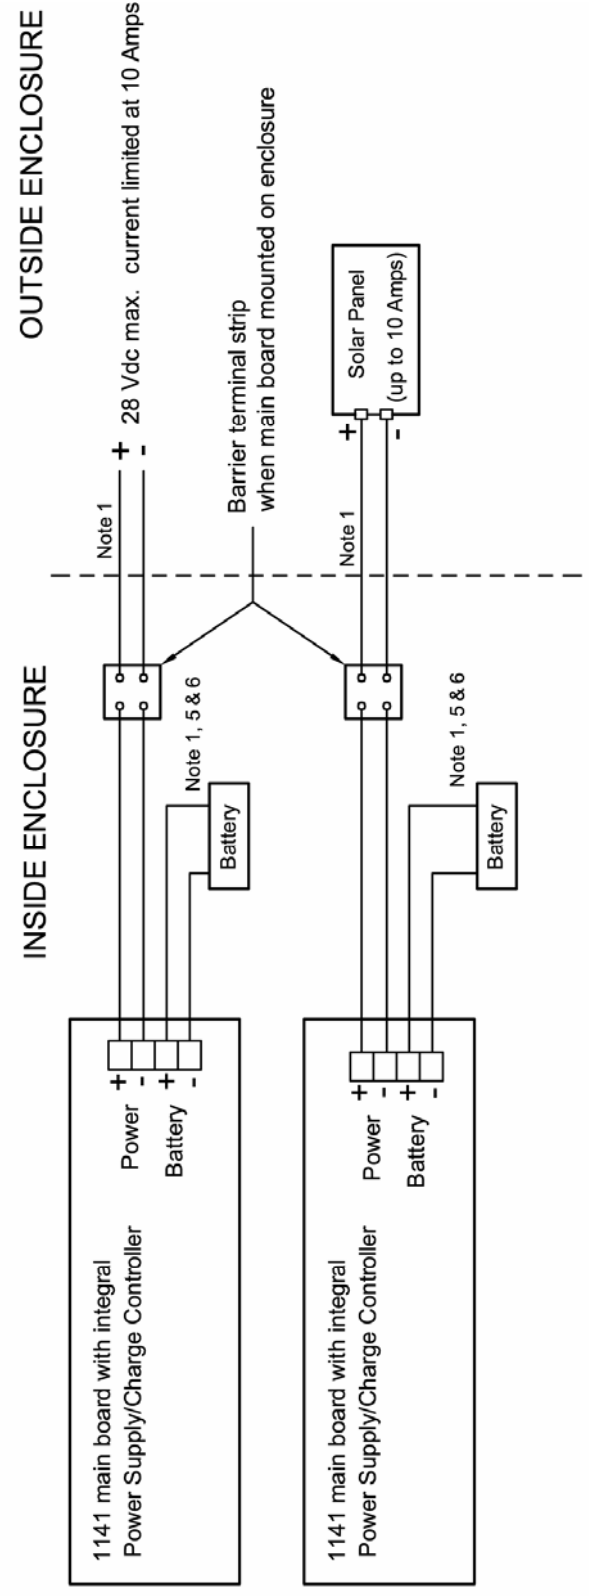 INSIDE ENCLOSURE
OUTSIDE ENCLOSURE
1141 main board with integral
Power Supply/Charge Controller
Power
+
-
Battery
+
-
Battery
Note 1, 5 & 6
Note 1
+
-
28 Vdc max. current limited at 10 Amps
Barrier terminal strip
when main board mounted on enclosure
1141 main board with integral
Power Supply/Charge Controller
Power
+
-
Battery
+
-
Battery
Note 1, 5 & 6
Note 1
+
-
Solar Panel
(up to 10 Amps)